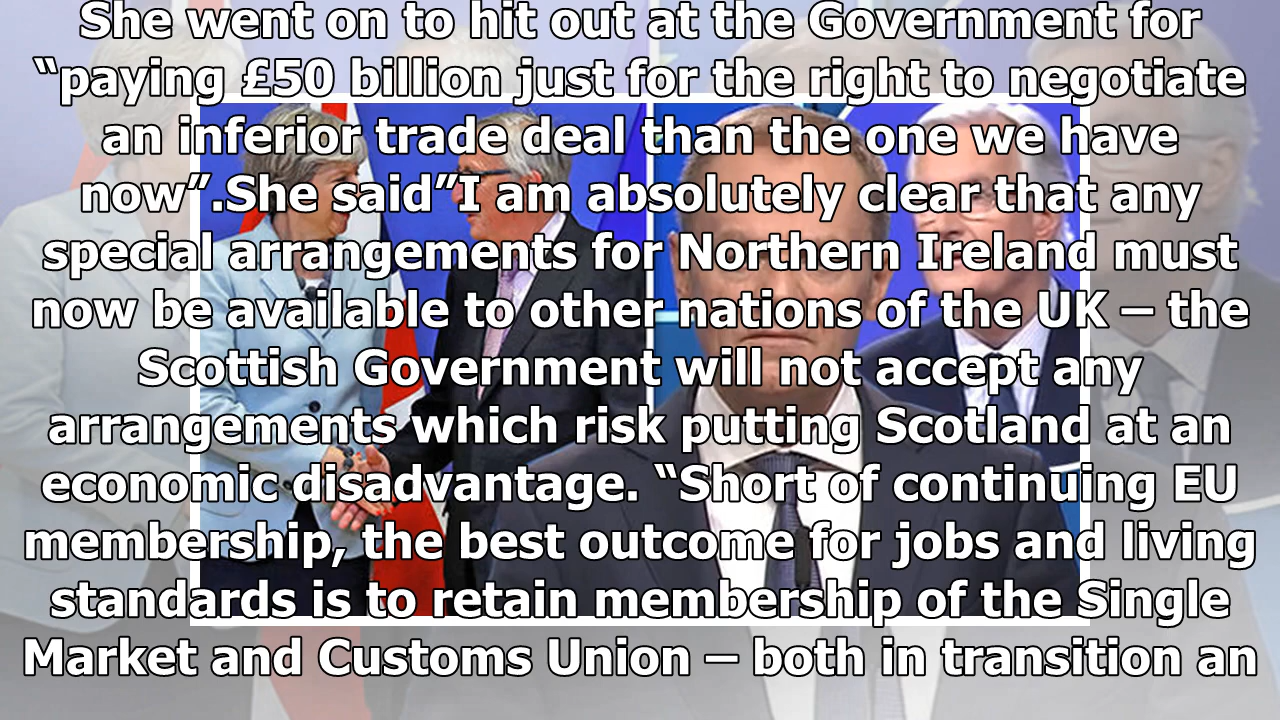 She went on to hit out at the Government for
“paying £50 billion just for the right to negotiate
an inferior trade deal than the one we have
now”.She said”I am absolutely clear that any
special arrangements for Northern Ireland must
now be available to other nations of the UK – the
Scottish Government will not accept any
arrangements which risk putting Scotland at an
economic disadvantage. “Short of continuing EU
membership, the best outcome for jobs and living
standards is to retain membership of the Single
Market and Customs Union – both in transition an